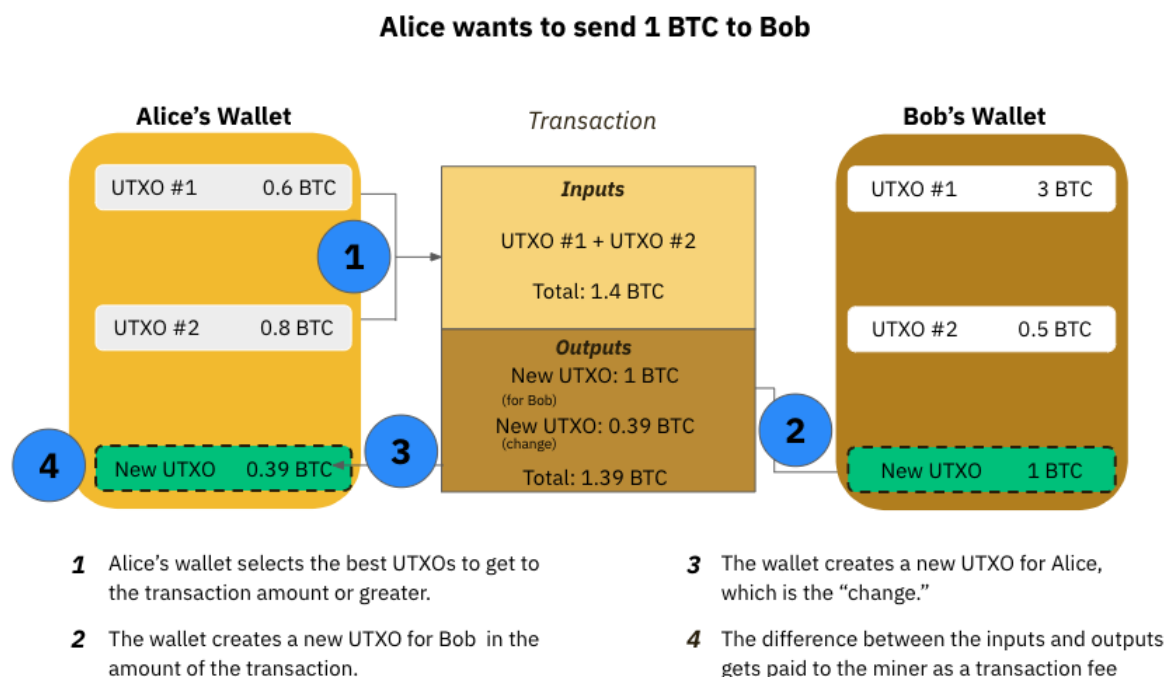 Alice wants to send 1 BTC to Bob
Alice's Wallet
UTXO #1 0.6 BTC
1
UTXO #2 0.8 BTC
4
New UTXO 0.39 BTC
3
Transaction
Inputs
UTXO #1 + UTXO #2
Total: 1.4 BTC
Outputs
New UTXO: 1 BTC
(for Bob)
New UTXO: 0.39 BTC
(change)
Total: 1.39 BTC
2
Bob's Wallet
UTXO #1 3 BTC
UTXO #2 0.5 BTC
New UTXO 1 BTC
1 Alice's wallet selects the best UTXOs to get to
the transaction amount or greater.
2 The wallet creates a new UTXO for Bob in the
amount of the transaction.
3 The wallet creates a new UTXO for Alice,
which is the “change.”
4 The difference between the inputs and outputs
gets paid to the miner as a transaction fee